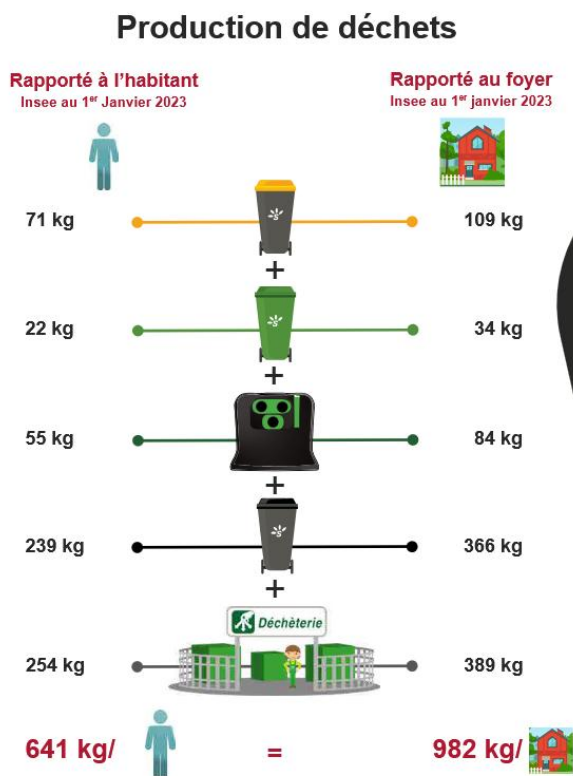 Production de déchets
Rapporté à l'habitant
Insee au 1er Janvier 2023
Rapporté au foyer
Insee au 1er janvier 2023
71 kg
109 kg
+
22 kg
34 kg
+
55 kg
84 kg
+
239 kg
366 kg
+
Déchèterie
254 kg
389 kg
641 kg/
=
982 kg/